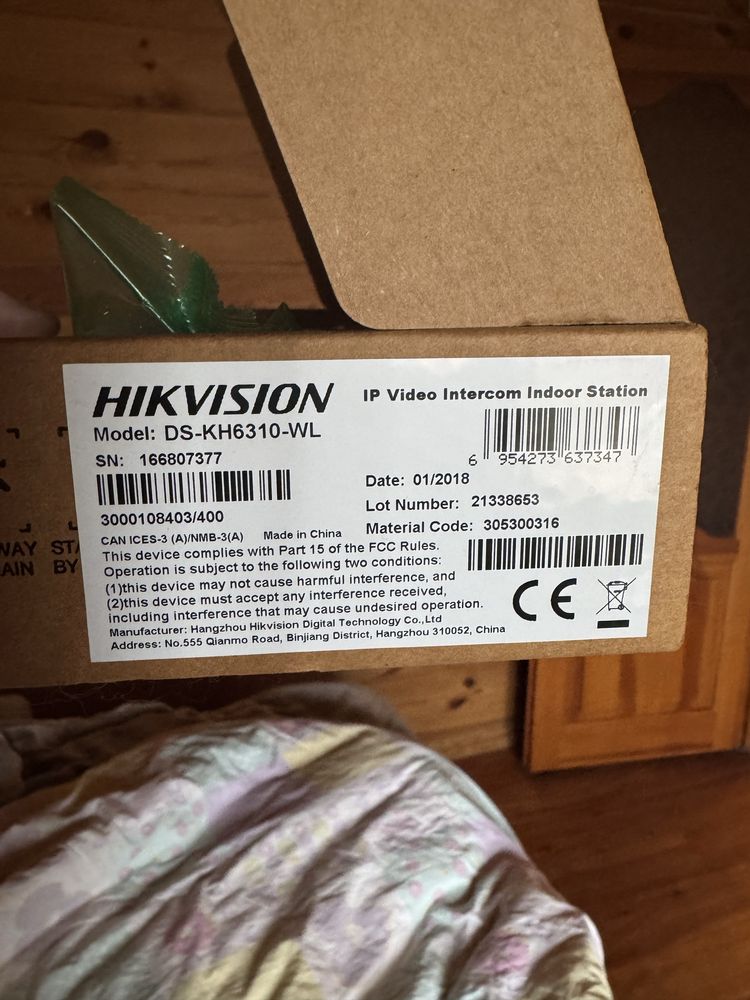 HIKVISION
IP Video Intercom Indoor Station
Model: DS-KH6310-WL
SN: 166807377
6 954273 637347
3000108403/400
Date: 01/2018
Lot Number: 21338653
Material Code: 305300316
CAN ICES-3 (A)/NMB-3(A) Made in China
This device complies with Part 15 of the FCC Rules.
Operation is subject to the following two conditions:
(1)this device may not cause harmful interference, and
(2)this device must accept any interference received,
including interference that may cause undesired operation.
Manufacturer: Hangzhou Hikvision Digital Technology Co.,Ltd
Address: No.555 Qianmo Road, Binjiang District, Hangzhou 310052, China
CE
BY